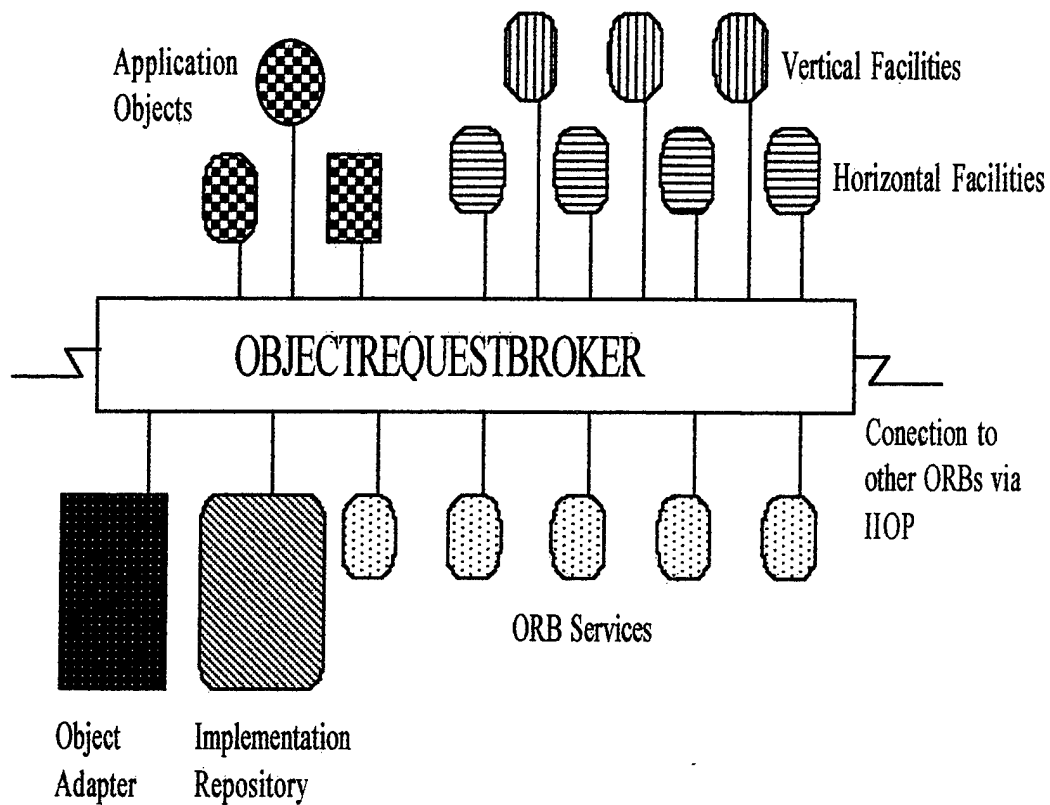 Application
Objects
Vertical Facilities
Horizontal Facilities
OBJECTREQUESTBROKER
Conection to
other ORBs via
IIOP
ORB Services
Object
Adapter
Implementation
Repository